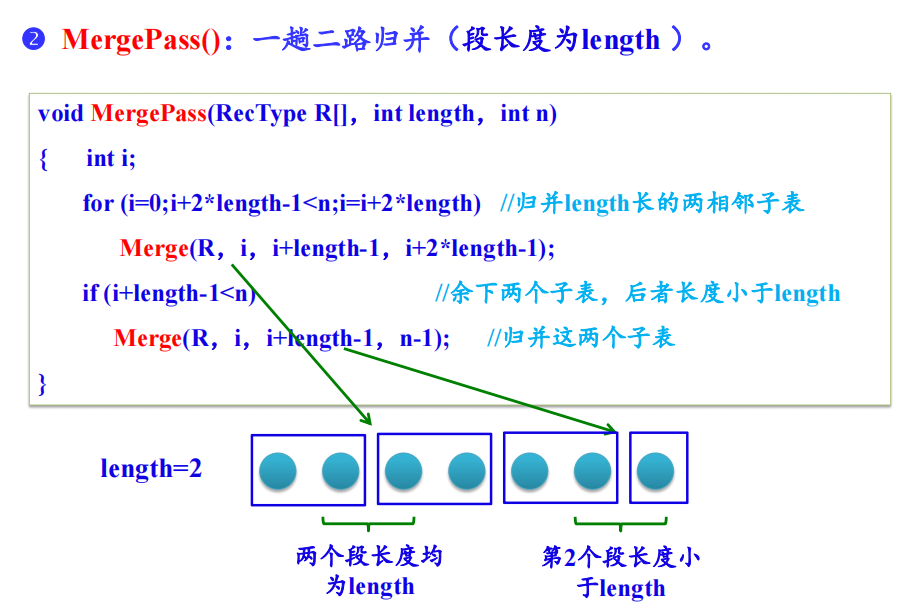 ❷ MergePass()：一趟二路归并（段长度为length ）。
void MergePass(RecType R[]，int length，int n)
{ int i;
for (i=0;i+2*length-1<n;i=i+2*length) //归并length长的两相邻子表
Merge(R，i，i+length-1，i+2*length-1);
if (i+length-1<n) //余下两个子表，后者长度小于length
Merge(R，i，i+length-1，n-1); //归并这两个子表
}
length=2
两个段长度均
为length
第2个段长度小
于length